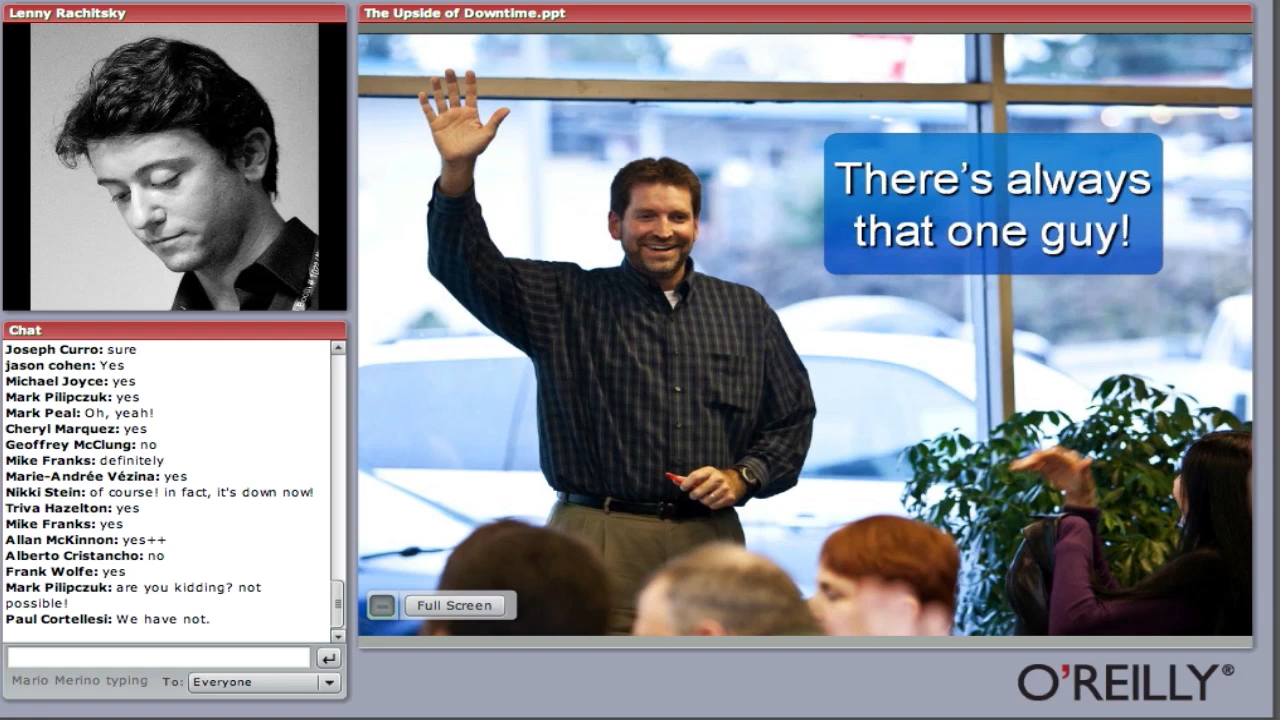 Lenny Rachitsky
The Upside of Downtime.ppt
There's always
that one guy!
Chat
Joseph Curro: sure
jason cohen: Yes
Michael Joyce: yes
Mark Pilipczuk: yes
Mark Peal: Oh, yeah!
Cheryl Marquez: yes
Geoffrey McClung: no
Mike Franks: definitely
Marie-Andrée Vézina: yes
Nikki Stein: of course! in fact, it's down now!
Triva Hazelton: yes
Mike Franks: yes
Allan McKinnon: yes++
Alberto Cristancho: no
Frank Wolfe: yes
Mark Pilipczuk: are you kidding? not
possible!
Paul Cortellesi: We have not.
Full Screen
Mario Merino typing To: Everyone
O'REILLY®